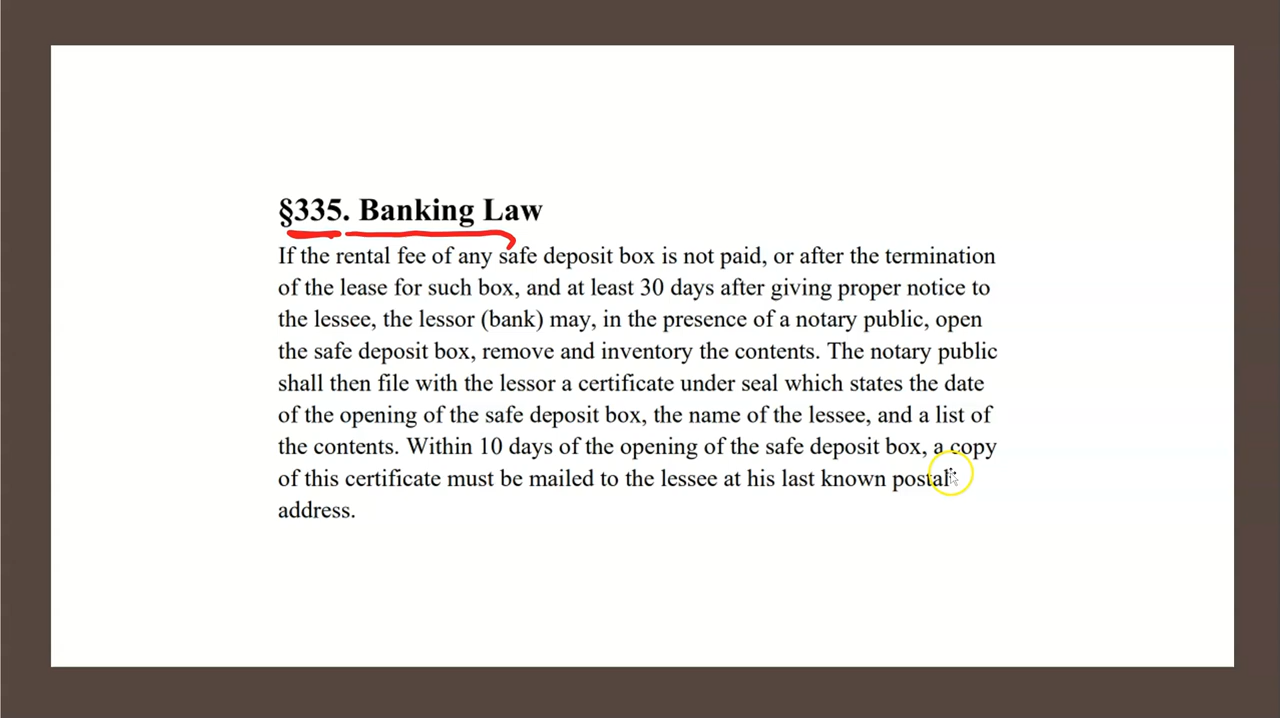 §335. Banking Law
If the rental fee of any safe deposit box is not paid, or after the termination
of the lease for such box, and at least 30 days after giving proper notice to
the lessee, the lessor (bank) may, in the presence of a notary public, open
the safe deposit box, remove and inventory the contents. The notary public
shall then file with the lessor a certificate under seal which states the date
of the opening of the safe deposit box, the name of the lessee, and a list of
the contents. Within 10 days of the opening of the safe deposit box, a copy
of this certificate must be mailed to the lessee at his last known postal
address.